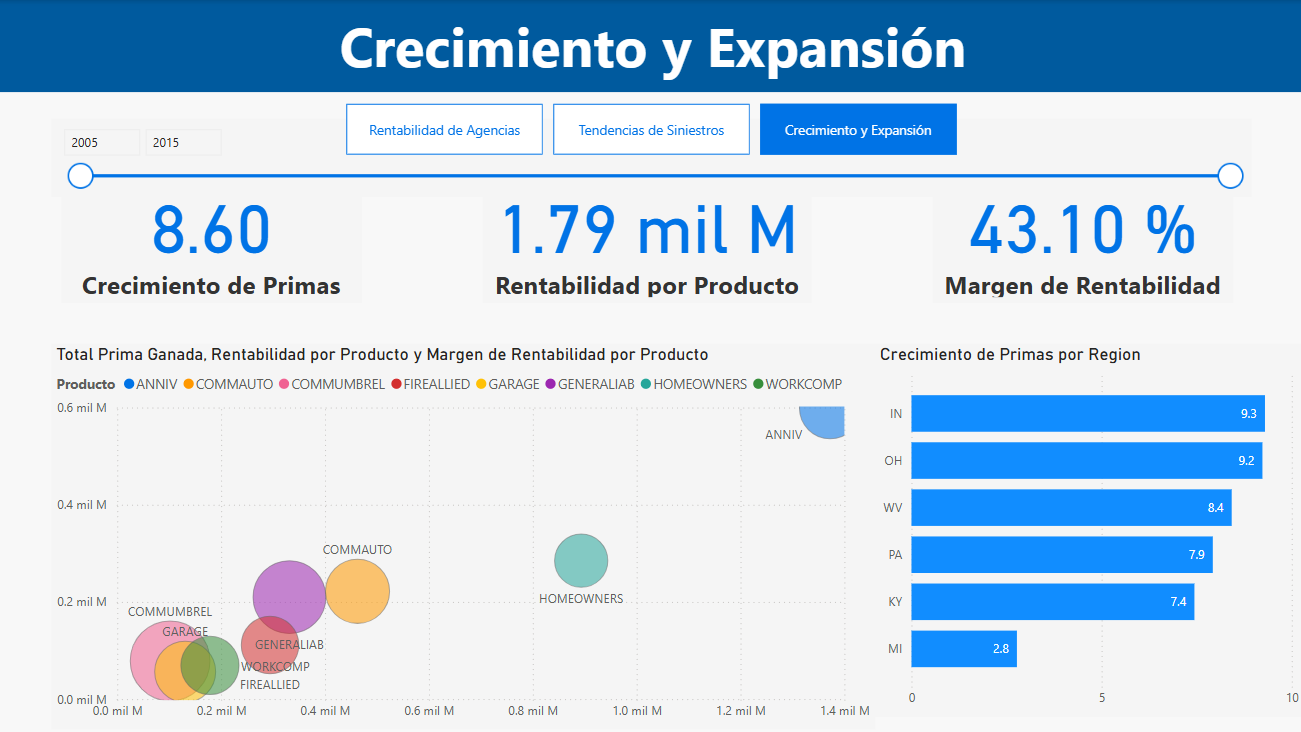 Crecimiento y Expansión
Rentabilidad de Agencias
Tendencias de Siniestros
Crecimiento y Expansión
2005
2015
8.60
Crecimiento de Primas
1.79 mil M
Rentabilidad por Producto
43.10 %
Margen de Rentabilidad
Total Prima Ganada, Rentabilidad por Producto y Margen de Rentabilidad por Producto
Producto ANNIV COMMAUTO COMMUMBREL FIREALLIED GARAGE GENERALIAB HOMEOWNERS WORKCOMP
0.6 mil M
ANNIV
0.4 mil M
COMMAUTO
0.2 mil M
HOMEOWNERS
COMMUMBREL
GARAGE
GENERALIAB
WORKCOMP
FIREALLIED
0.0 mil M
0.0 mil M 0.2 mil M 0.4 mil M 0.6 mil M 0.8 mil M 1.0 mil M 1.2 mil M 1.4 mil M
Crecimiento de Primas por Region
IN 9.3
OH 9.2
WV 8.4
PA 7.9
KY 7.4
MI 2.8
0 5 10